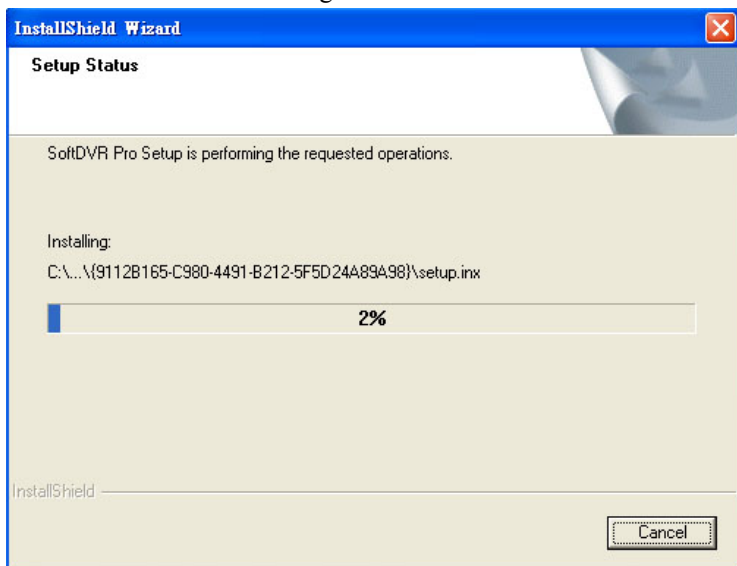 InstallShield Wizard
Setup Status
SoftDVR Pro Setup is performing the requested operations.
Installing:
C:\...\{9112B165-C980-4491-B212-5F5D24A89A98}\setup.inx
2%
InstallShield
Cancel